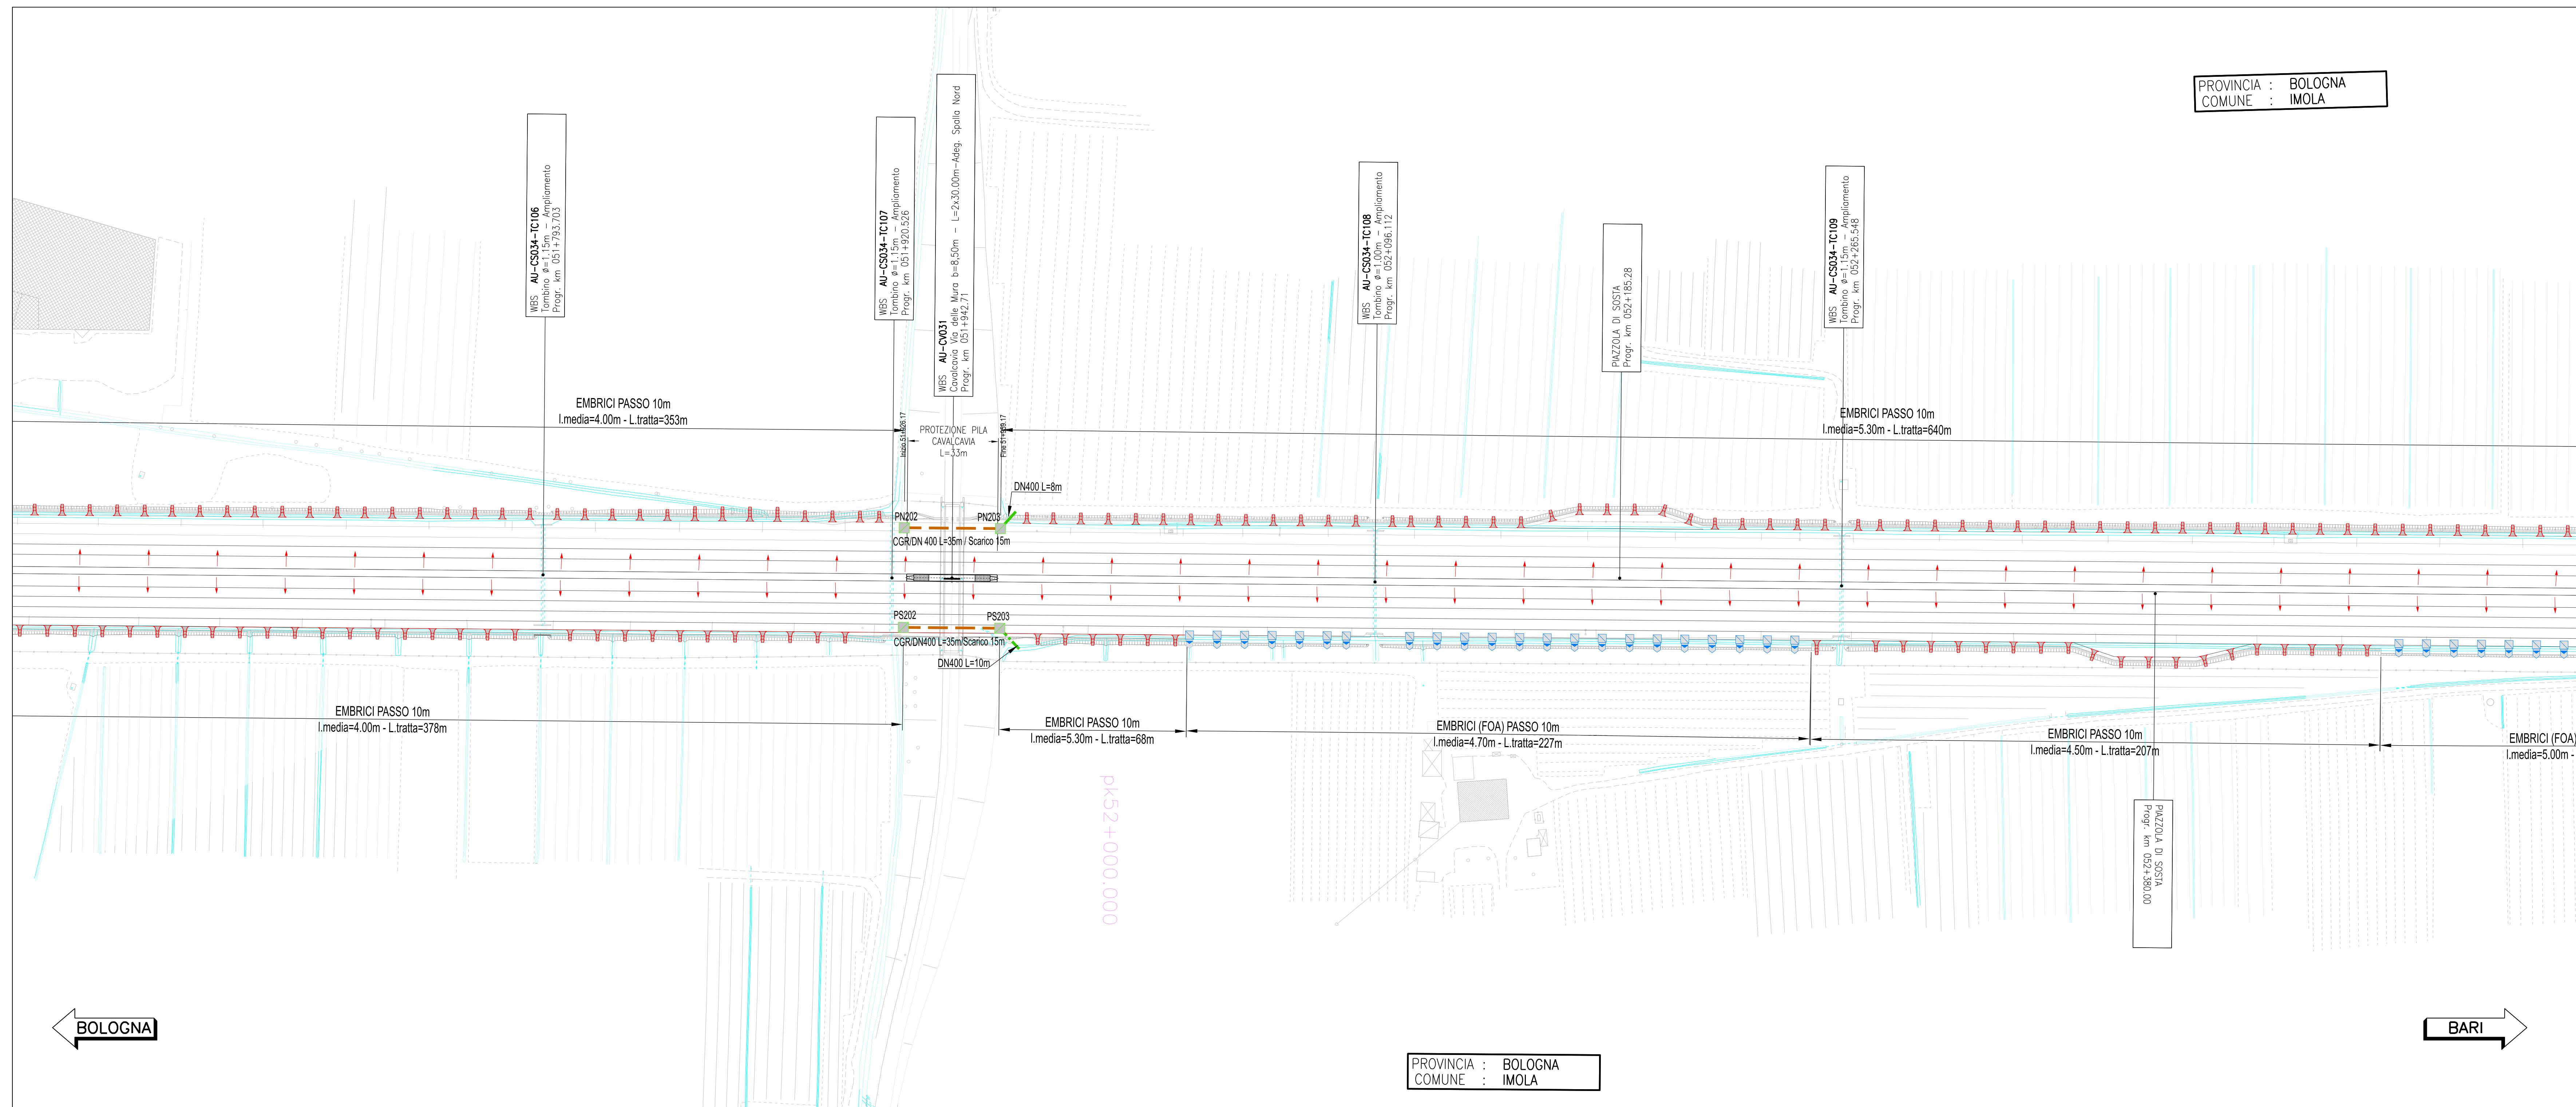 PROVINCIA : BOLOGNA
COMUNE : IMOLA
WBS AU-CS034-TC106
Tombino ø=1,15m – Ampliamento
Progr. km 051+793.703
WBS AU-CS034-TC107
Tombino ø=1,15m – Ampliamento
Progr. km 051+920.526
WBS AU-CV031
Cavalcavia Via delle Mura b=8,50m – L=2x30.00m–Adeg. Spalla Nord
Progr. km 051+942.71
WBS AU-CS034-TC108
Tombino ø=1,00m – Ampliamento
Progr. km 052+096.112
PIAZZOLA DI SOSTA
Progr. km 052+185.28
WBS AU-CS034-TC109
Tombino ø=1,15m – Ampliamento
Progr. km 052+265.548
EMBRICI PASSO 10m
l.media=4.00m - L.tratta=353m
PROTEZIONE PILA
CAVALCAVIA
L=33m
EMBRICI PASSO 10m
l.media=5.30m - L.tratta=640m
DN400 L=8m
PN202
PN203
CGR/DN 400 L=35m / Scarico 15m
PS202
PS203
CGR/DN400 L=35m/Scarico 15m
DN400 L=10m
EMBRICI PASSO 10m
l.media=4.00m - L.tratta=378m
EMBRICI PASSO 10m
l.media=5.30m - L.tratta=68m
EMBRICI (FOA) PASSO 10m
l.media=4.70m - L.tratta=227m
EMBRICI PASSO 10m
l.media=4.50m - L.tratta=207m
EMBRICI (FOA)
l.media=5.00m -
pk52+000.000
PIAZZOLA DI SOSTA
Progr. km 052+380.00
BOLOGNA
BARI
PROVINCIA : BOLOGNA
COMUNE : IMOLA